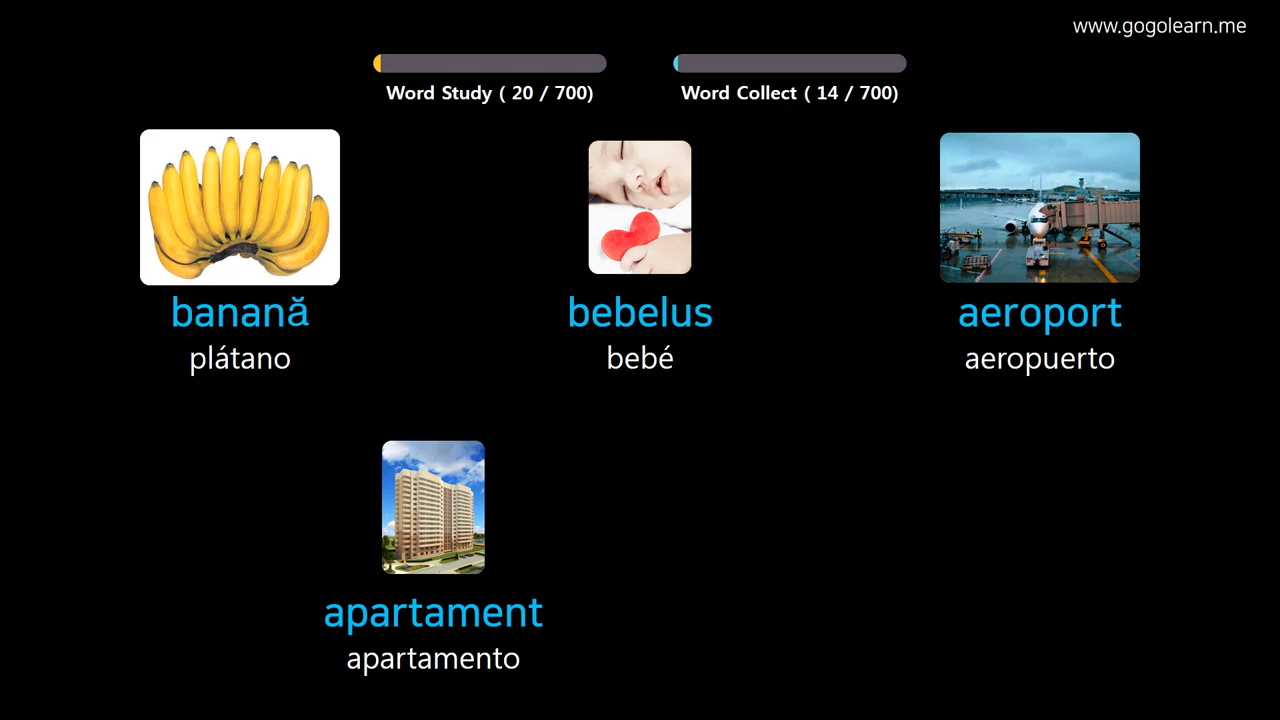 www.gogolearn.me
Word Study ( 20 / 700)
Word Collect ( 14 / 700)
banană
plátano
bebelus
bebé
aeroport
aeropuerto
apartament
apartamento